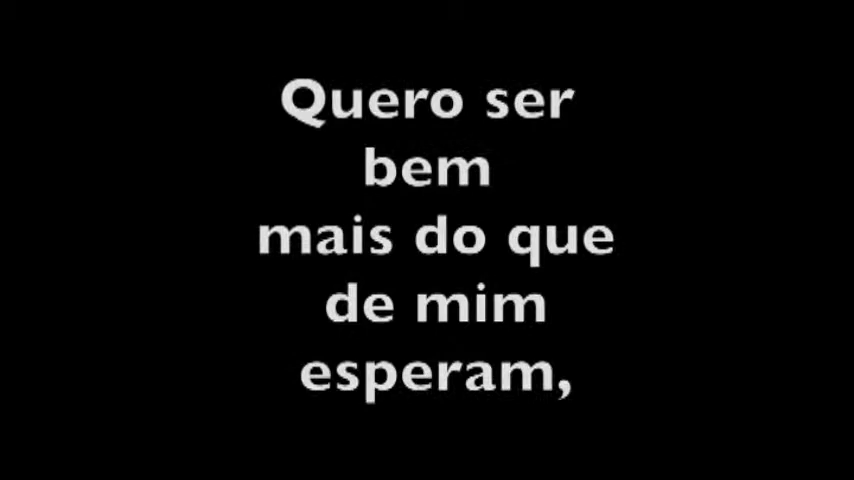 Quero ser
bem
mais do que
de mim
esperam,